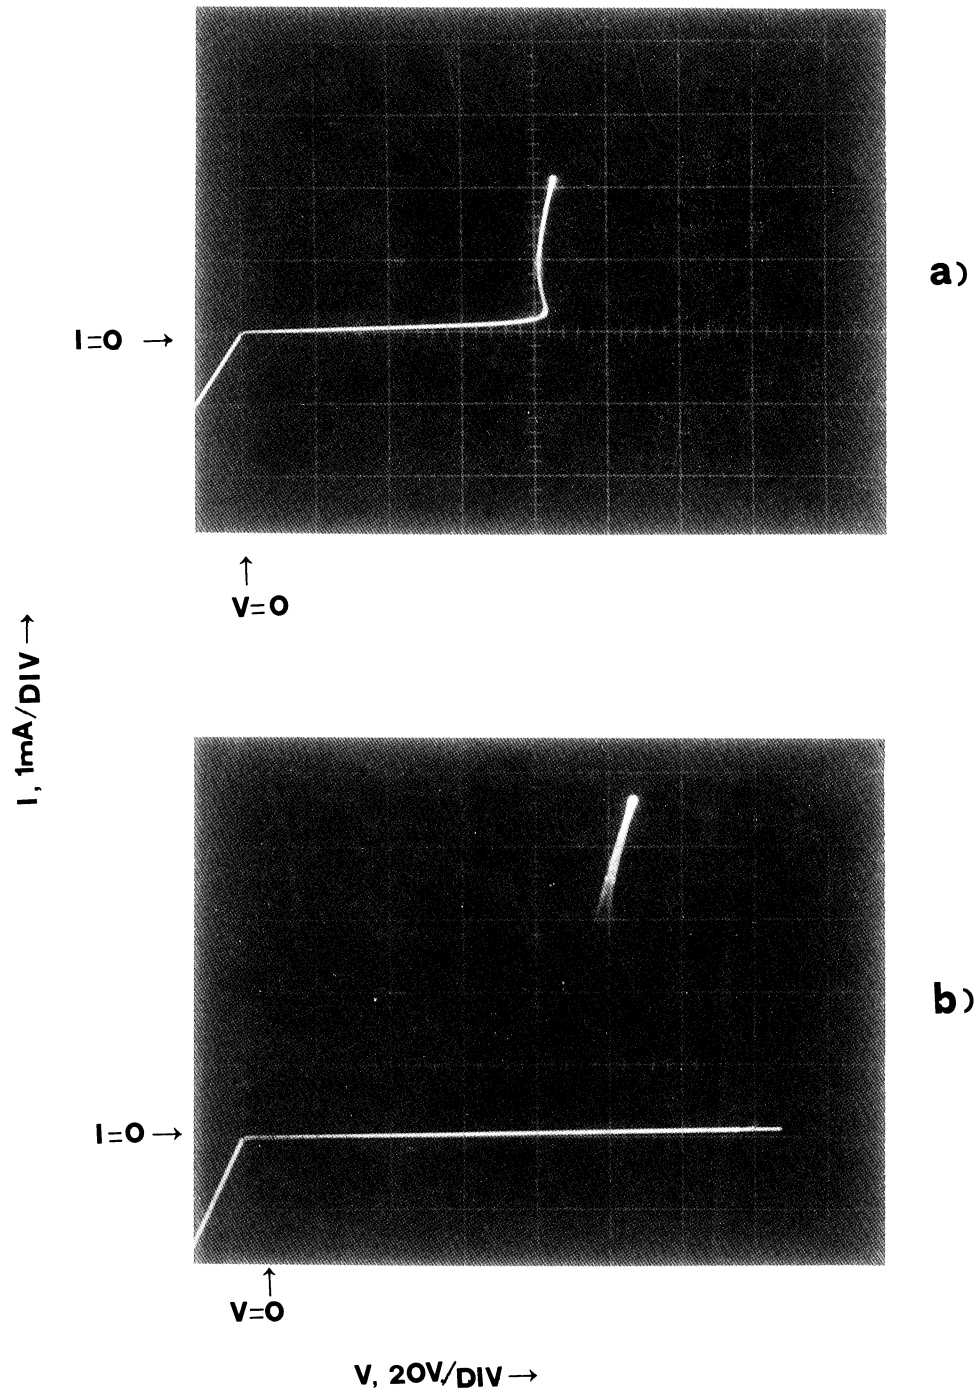 a)
I=0 →
↑
V=0
I, 1mA/DIV →
b)
I=0 →
↑
V=0
V, 20V/DIV →